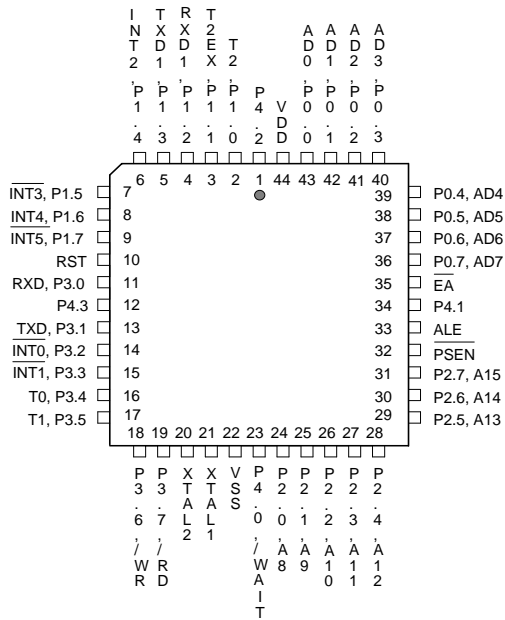 INT2,P1.4
TXD1,P1.3
RXD1,P1.2
T2EX,P1.1
T2,P1.0
P4.2
VDD
AD0,P0.0
AD1,P0.1
AD2,P0.2
AD3,P0.3
6 5 4 3 2 1 44 43 42 41 40
INT3, P1.5 7
INT4, P1.6 8
INT5, P1.7 9
RST 10
RXD, P3.0 11
P4.3 12
TXD, P3.1 13
INT0, P3.2 14
INT1, P3.3 15
T0, P3.4 16
T1, P3.5 17
39 P0.4, AD4
38 P0.5, AD5
37 P0.6, AD6
36 P0.7, AD7
35 EA
34 P4.1
33 ALE
32 PSEN
31 P2.7, A15
30 P2.6, A14
29 P2.5, A13
18 19 20 21 22 23 24 25 26 27 28
P3.6,/WR
P3.7,/RD
XTAL2
XTAL1
VSS
P4.0,/WAIT
P2.0,A8
P2.1,A9
P2.2,A10
P2.3,A11
P2.4,A12